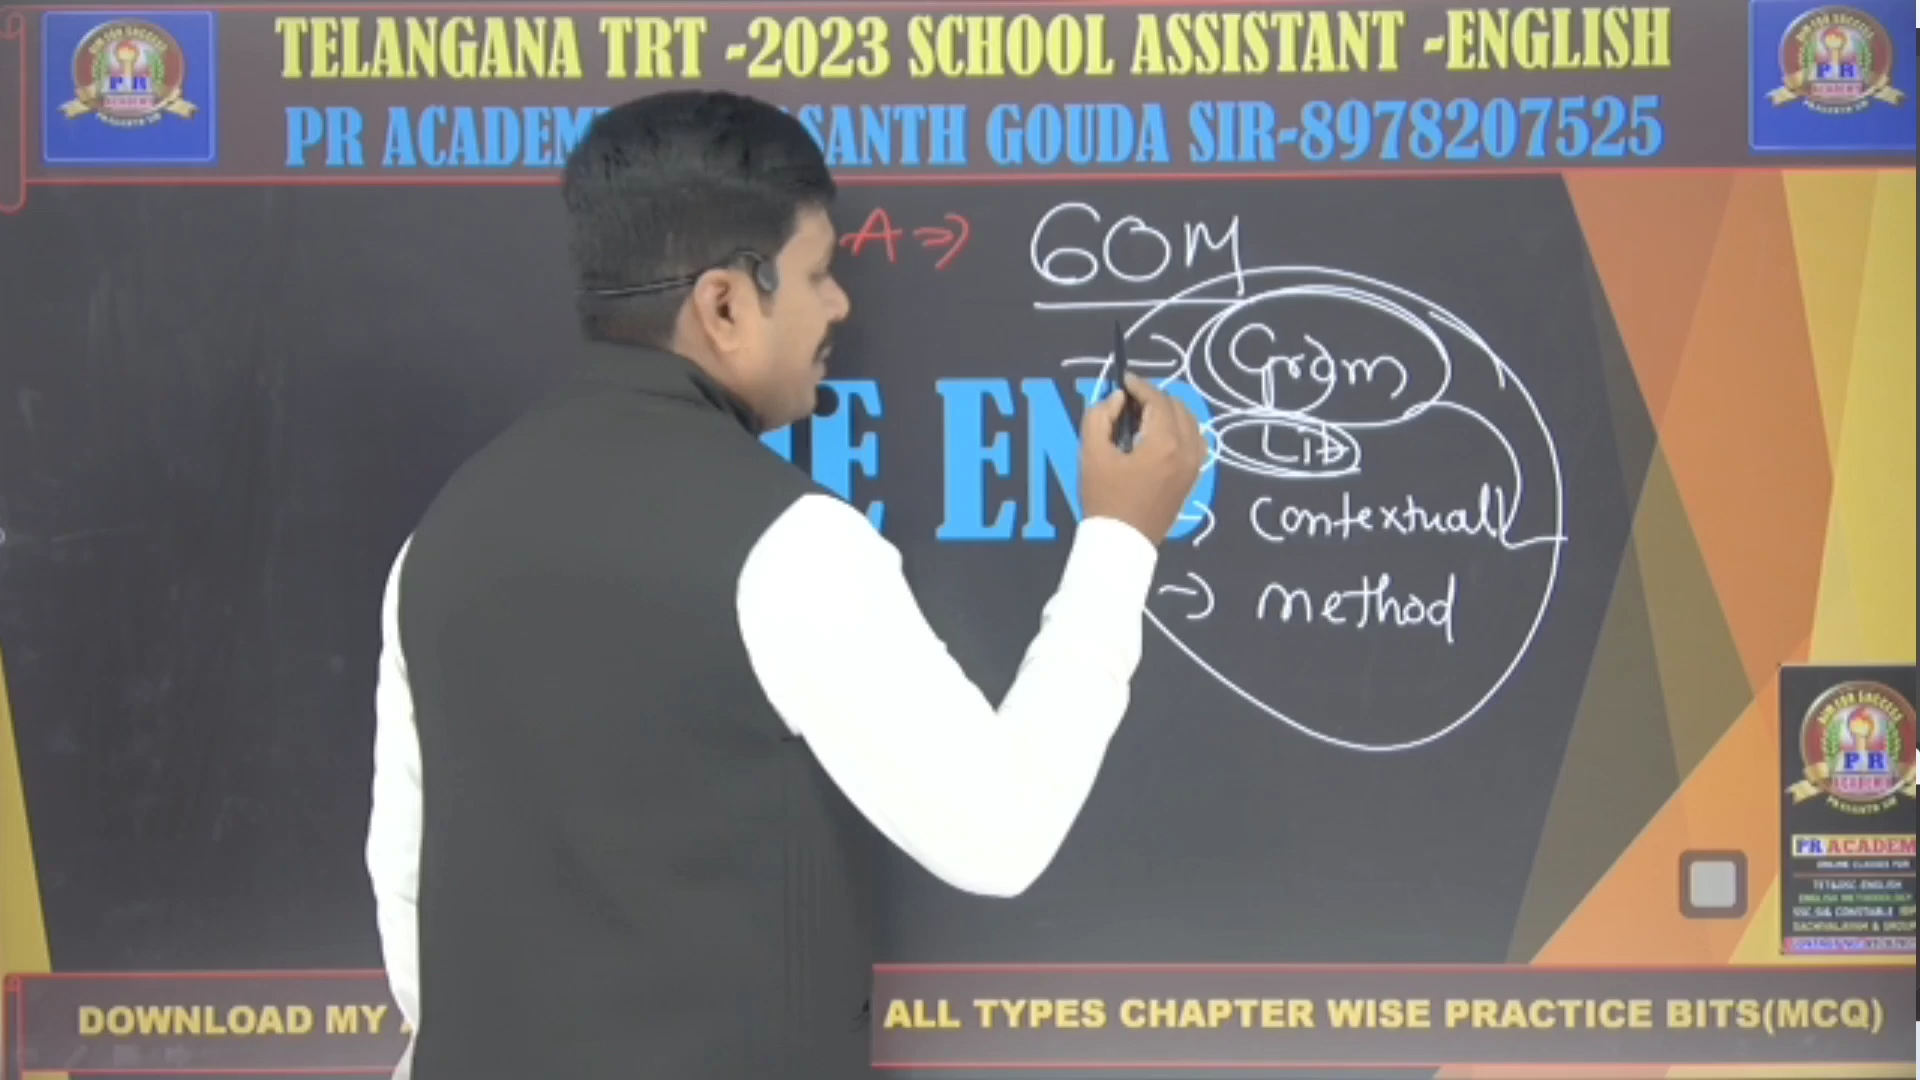 TELANGANA TRT -2023 SCHOOL ASSISTANT -ENGLISH
PR ACADEM SANTH GOUDA SIR-8978207525
A => 60M
Gram
E END
Lit
Contextual
method
PR ACADEM
DOWNLOAD MY
ALL TYPES CHAPTER WISE PRACTICE BITS(MCQ)